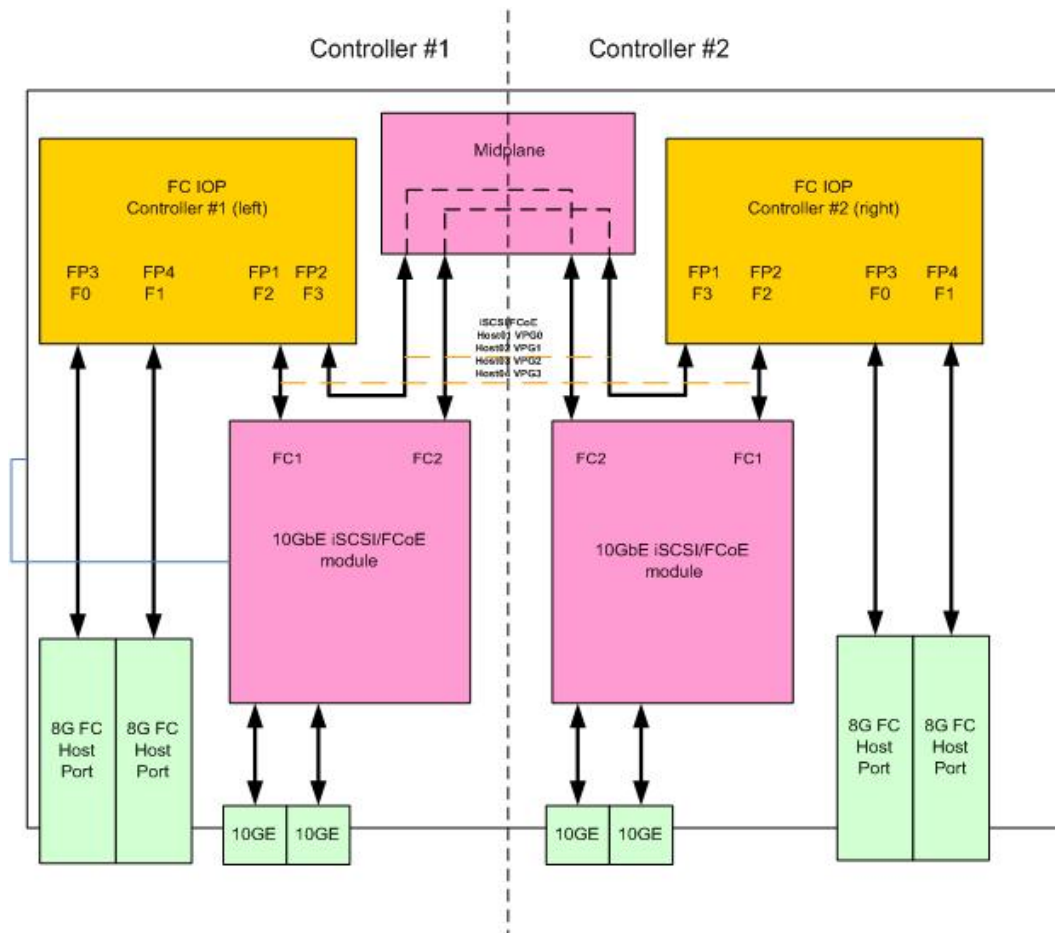 Controller #1
Controller #2
Midplane
FC IOP
Controller #1 (left)
FP3
F0
FP4
F1
FP1
F2
FP2
F3
FC IOP
Controller #2 (right)
FP1
F3
FP2
F2
FP3
F0
FP4
F1
iSCSI/FCoE
Host01 VPG0
Host02 VPG1
Host03 VPG2
Host04 VPG3
FC1
FC2
10GbE iSCSI/FCoE
module
FC2
FC1
10GbE iSCSI/FCoE
module
8G FC
Host
Port
8G FC
Host
Port
10GE
10GE
10GE
10GE
8G FC
Host
Port
8G FC
Host
Port